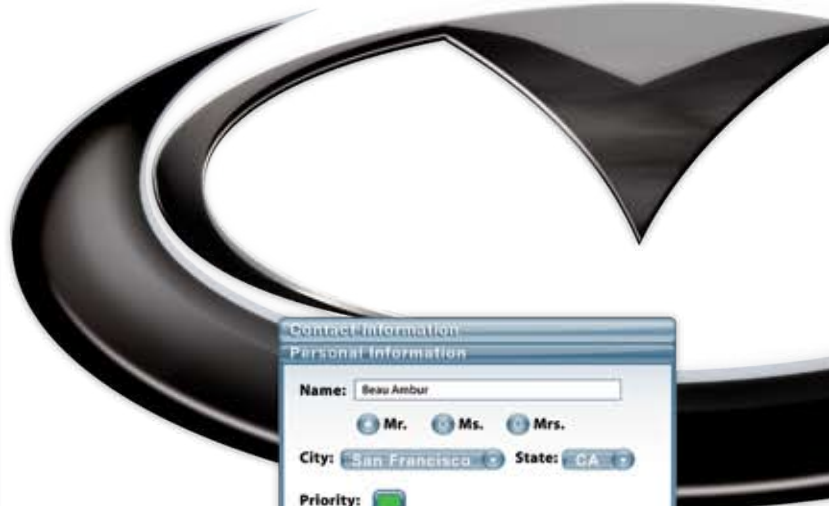 Contact Information
Personal Information
Name: Beau Ambur
Mr. Ms. Mrs.
City: San Francisco State: CA
Priority: